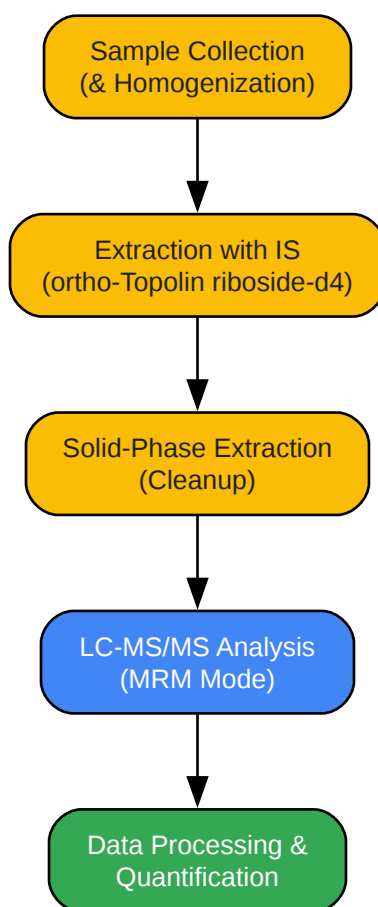 Sample Collection
(& Homogenization)
Extraction with IS
(ortho-Topolin riboside-d4)
Solid-Phase Extraction
(Cleanup)
LC-MS/MS Analysis
(MRM Mode)
Data Processing &
Quantification